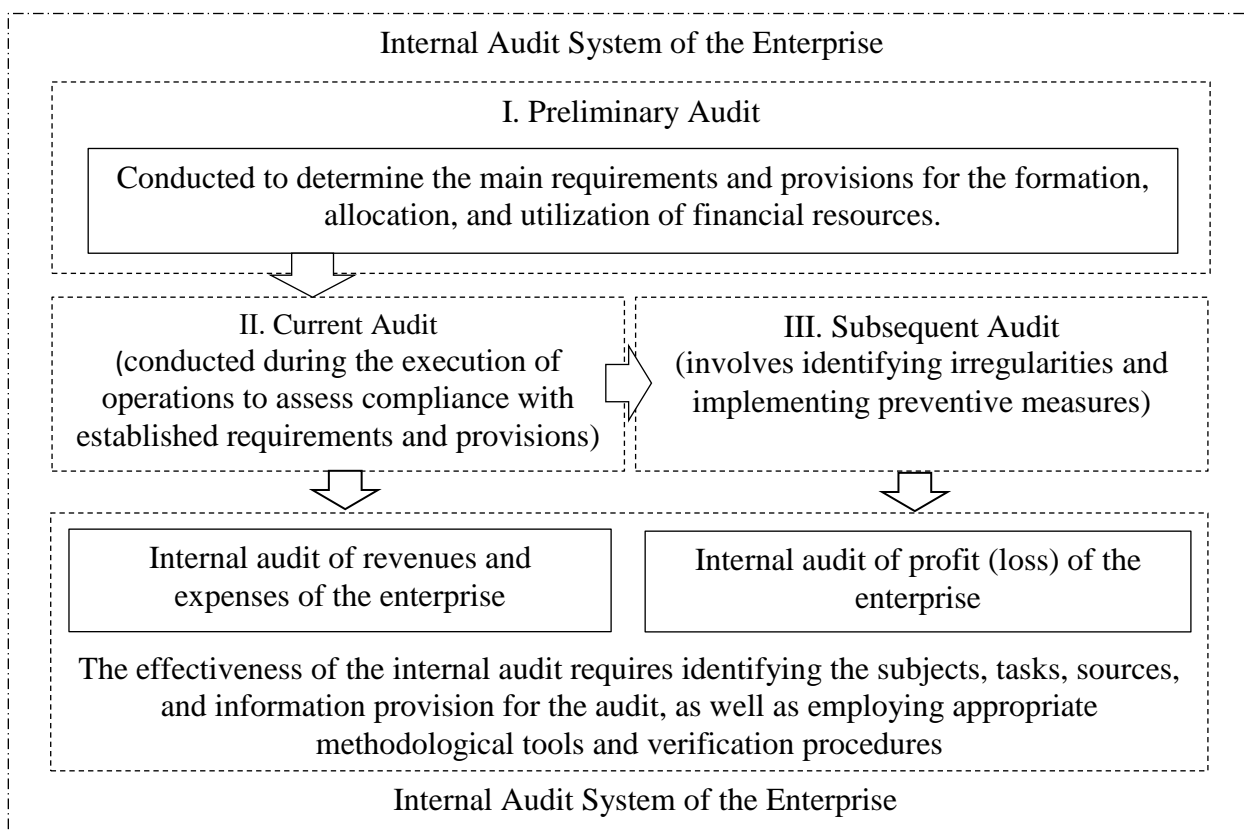 Internal Audit System of the Enterprise
I. Preliminary Audit
Conducted to determine the main requirements and provisions for the formation,
allocation, and utilization of financial resources.
II. Current Audit
(conducted during the execution of
operations to assess compliance with
established requirements and provisions)
III. Subsequent Audit
(involves identifying irregularities and
implementing preventive measures)
Internal audit of revenues and
expenses of the enterprise
Internal audit of profit (loss) of the
enterprise
The effectiveness of the internal audit requires identifying the subjects, tasks, sources,
and information provision for the audit, as well as employing appropriate
methodological tools and verification procedures
Internal Audit System of the Enterprise